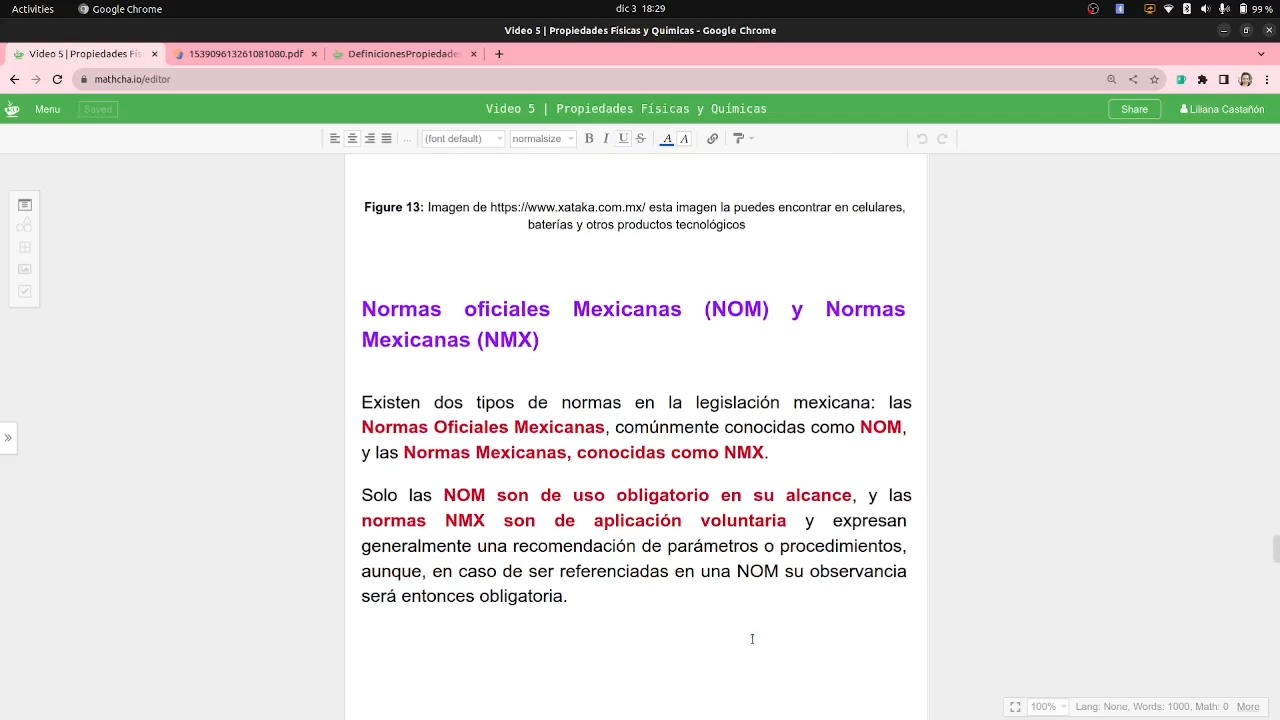 Activities
Google Chrome
dic 3 18:29
99 %
Video 5 | Propiedades Físicas y Químicas - Google Chrome
Video 5 | Propiedades Fís
153909613261081080.pdf
DefinicionesPropiedades
mathcha.io/editor
Menu
Saved
Video 5 | Propiedades Físicas y Químicas
Share
Liliana Castañón
(font default)
normalsize
B I U S A A
Figure 13: Imagen de https://www.xataka.com.mx/ esta imagen la puedes encontrar en celulares,
baterías y otros productos tecnológicos
Normas oficiales Mexicanas (NOM) y Normas
Mexicanas (NMX)
Existen dos tipos de normas en la legislación mexicana: las
Normas Oficiales Mexicanas, comúnmente conocidas como NOM,
y las Normas Mexicanas, conocidas como NMX.
Solo las NOM son de uso obligatorio en su alcance, y las
normas NMX son de aplicación voluntaria y expresan
generalmente una recomendación de parámetros o procedimientos,
aunque, en caso de ser referenciadas en una NOM su observancia
será entonces obligatoria.
100%
Lang: None, Words: 1000, Math: 0 More